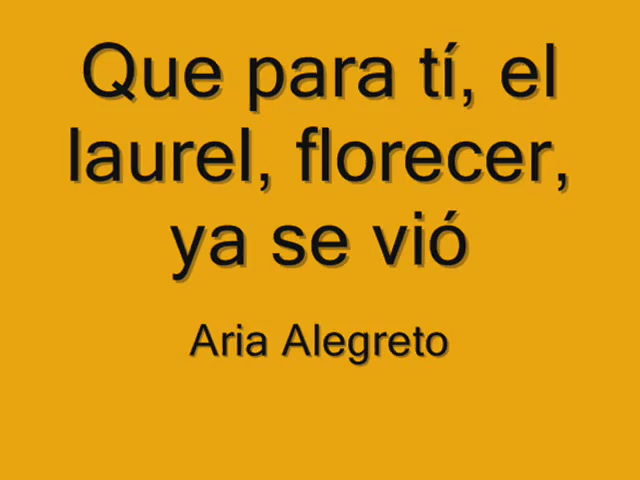 Que para tí, el
laurel, florecer,
ya se vió
Aria Alegreto